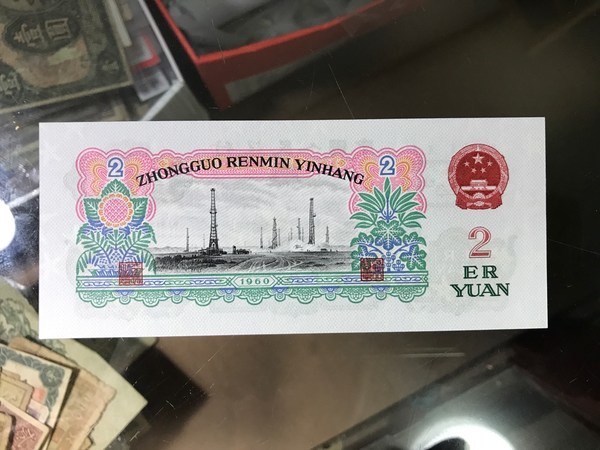 2
ZHONGGUO RENMIN YINHANG
2
1960
2
ER
YUAN